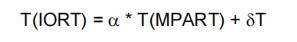 T(IORT) = α * T(MPART) + δT